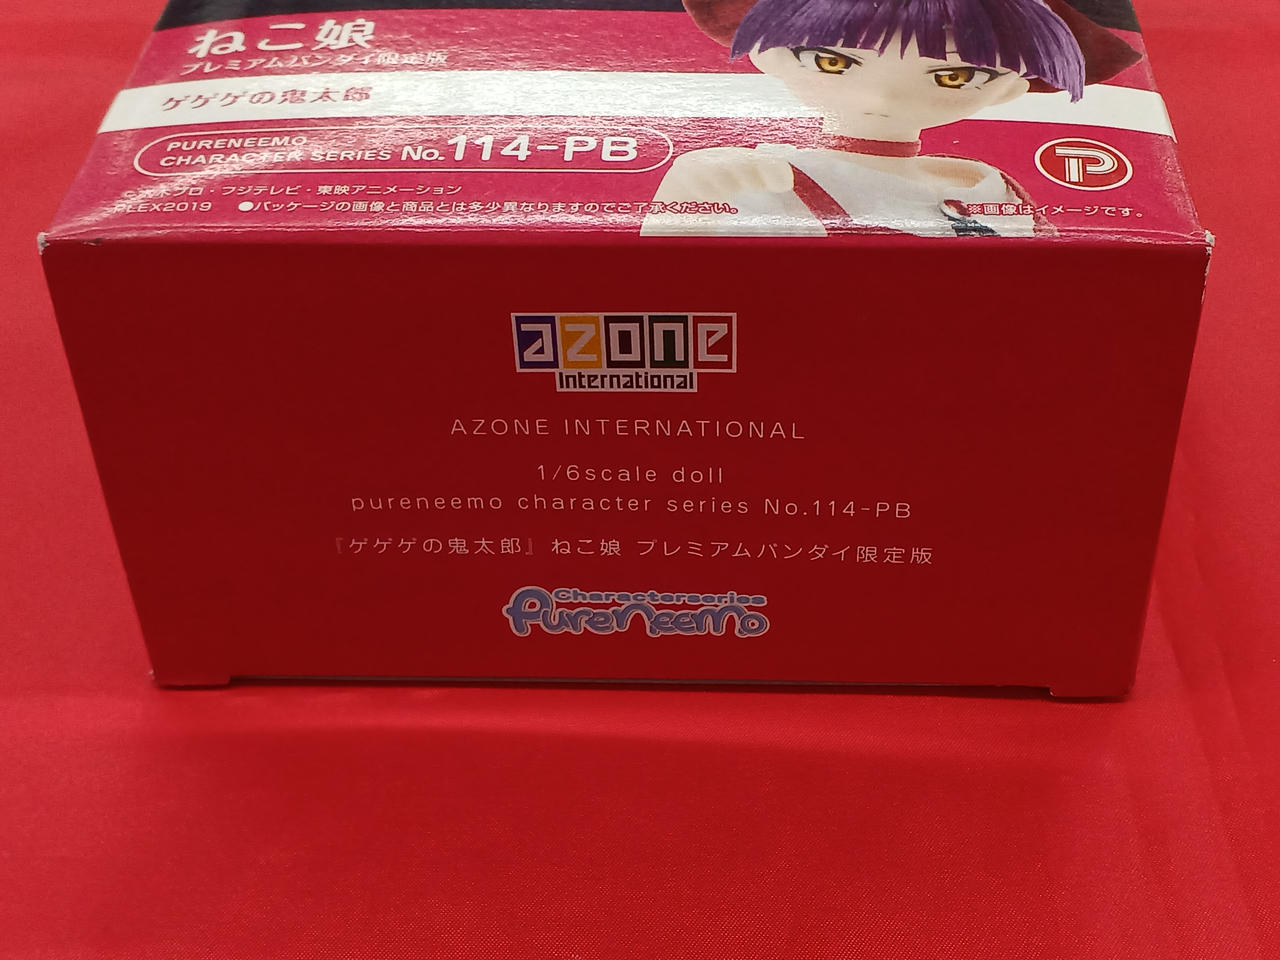 ねこ娘
プレミアムバンダイ限定版
ゲゲゲの鬼太郎
PURENEEMO
CHARACTER SERIES No.114-PB
©水木プロ・フジテレビ・東映アニメーション
PLEX2019 ●パッケージの画像と商品とは多少異なりますのでご了承ください。
※画像はイメージです。
P
azone
International
AZONE INTERNATIONAL
1/6scale doll
pureneemo character series No.114-PB
『ゲゲゲの鬼太郎』 ねこ娘 プレミアムバンダイ限定版
Characterseries
PureNeemo